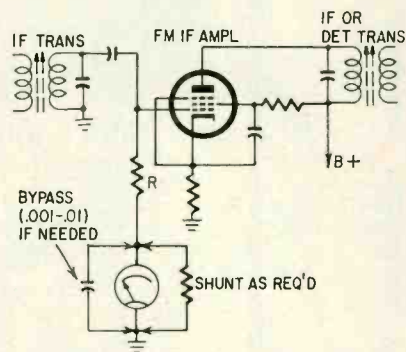 IF TRANS
FM IF AMPL
IF OR
DET TRANS
B+
R
BYPASS
(.001-.01)
IF NEEDED
SHUNT AS REQ'D